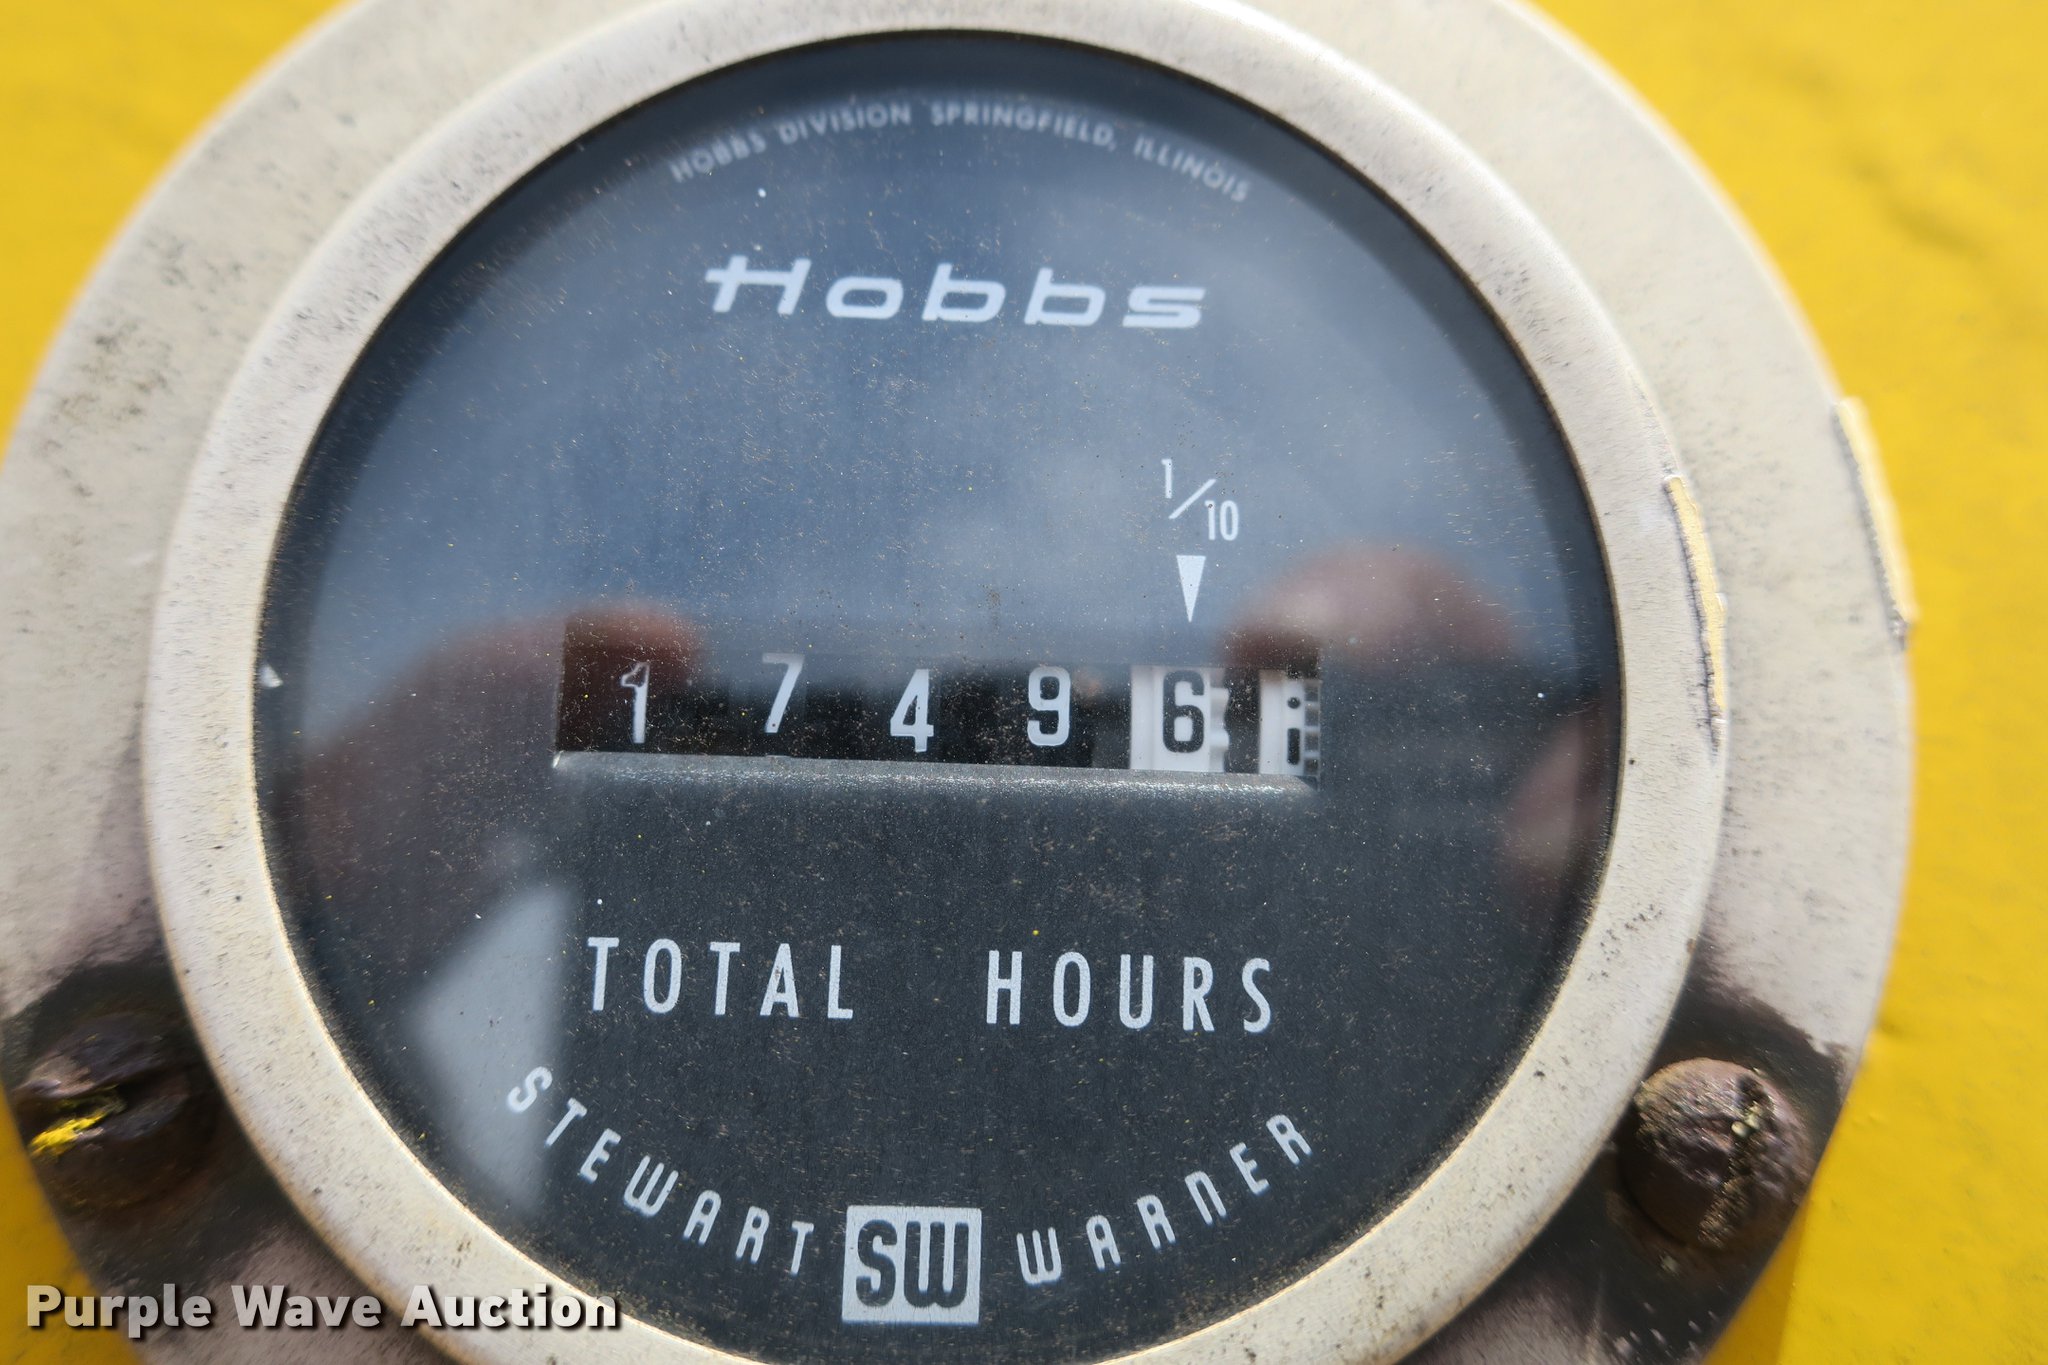 HOBBS DIVISION SPRINGFIELD, ILLINOIS
Hobbs
1/10
1 7 4 9 6
TOTAL HOURS
STEWART SW WARNER
Purple Wave Auction